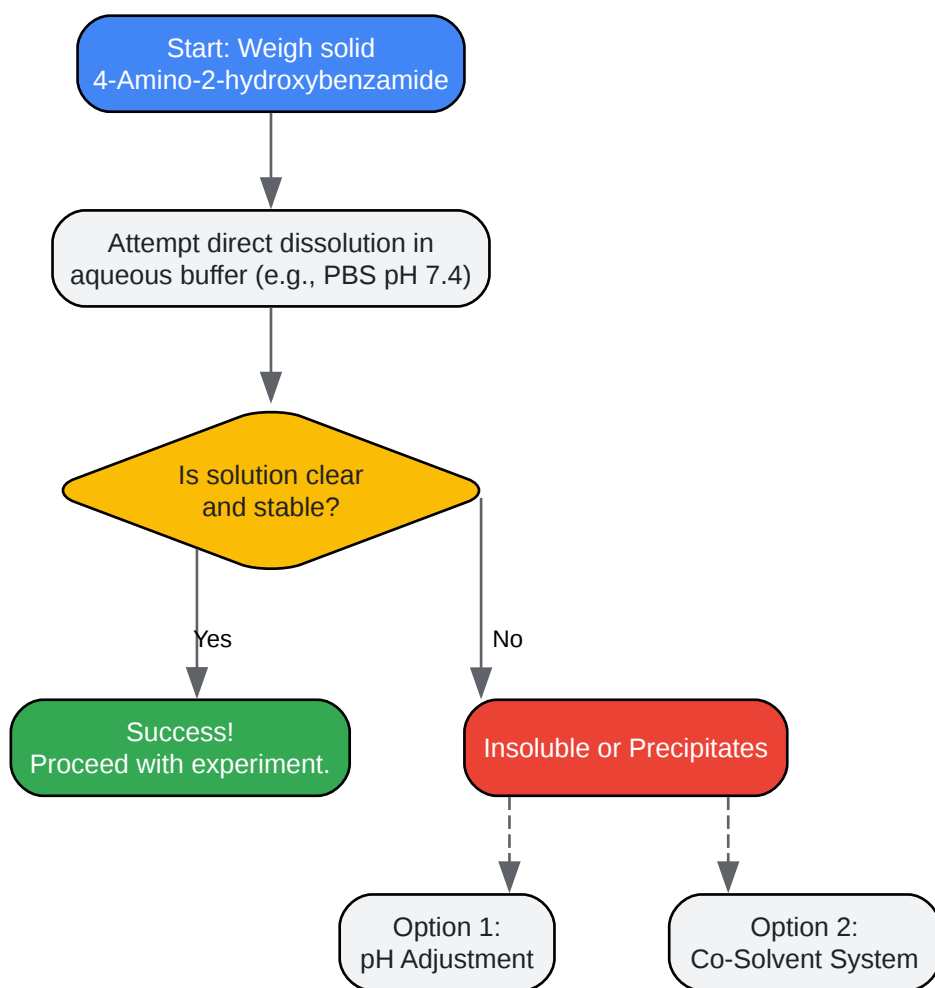 Start: Weigh solid
4-Amino-2-hydroxybenzamide
Attempt direct dissolution in
aqueous buffer (e.g., PBS pH 7.4)
Is solution clear
and stable?
Yes
No
Success!
Proceed with experiment.
Insoluble or Precipitates
Option 1:
pH Adjustment
Option 2:
Co-Solvent System